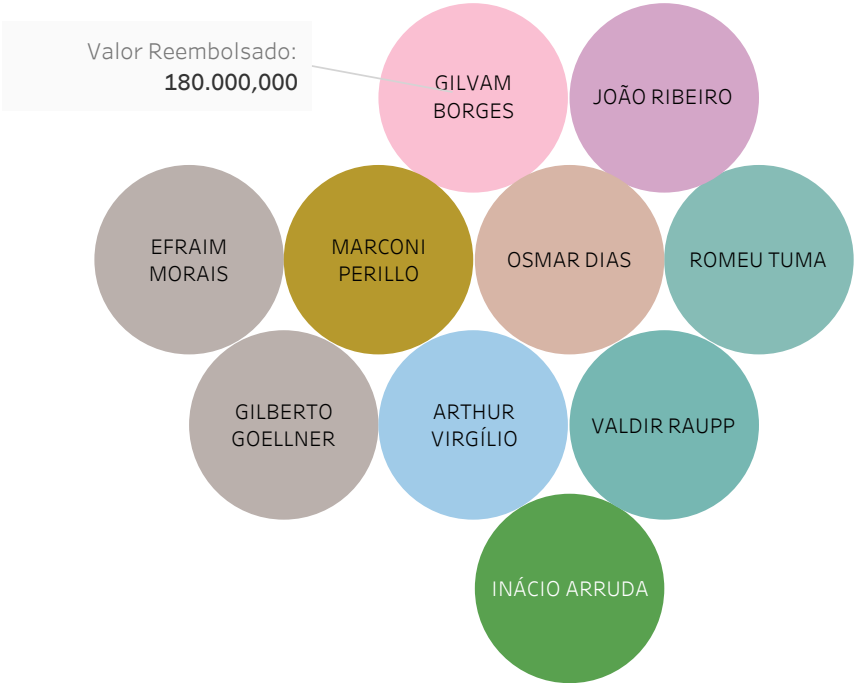 Valor Reembolsado:
180.000,000
GILVAM
BORGES
JOÃO RIBEIRO
EFRAIM
MORAIS
MARCONI
PERILLO
OSMAR DIAS
ROMEU TUMA
GILBERTO
GOELLNER
ARTHUR
VIRGÍLIO
VALDIR RAUPP
INÁCIO ARRUDA